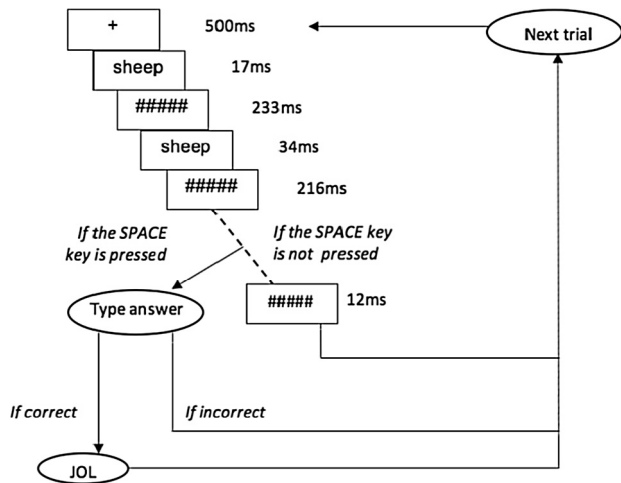 + 500ms
Next trial
sheep 17ms
##### 233ms
sheep 34ms
##### 216ms
If the SPACE
key is pressed
If the SPACE key
is not pressed
##### 12ms
Type answer
If correct
If incorrect
JOL